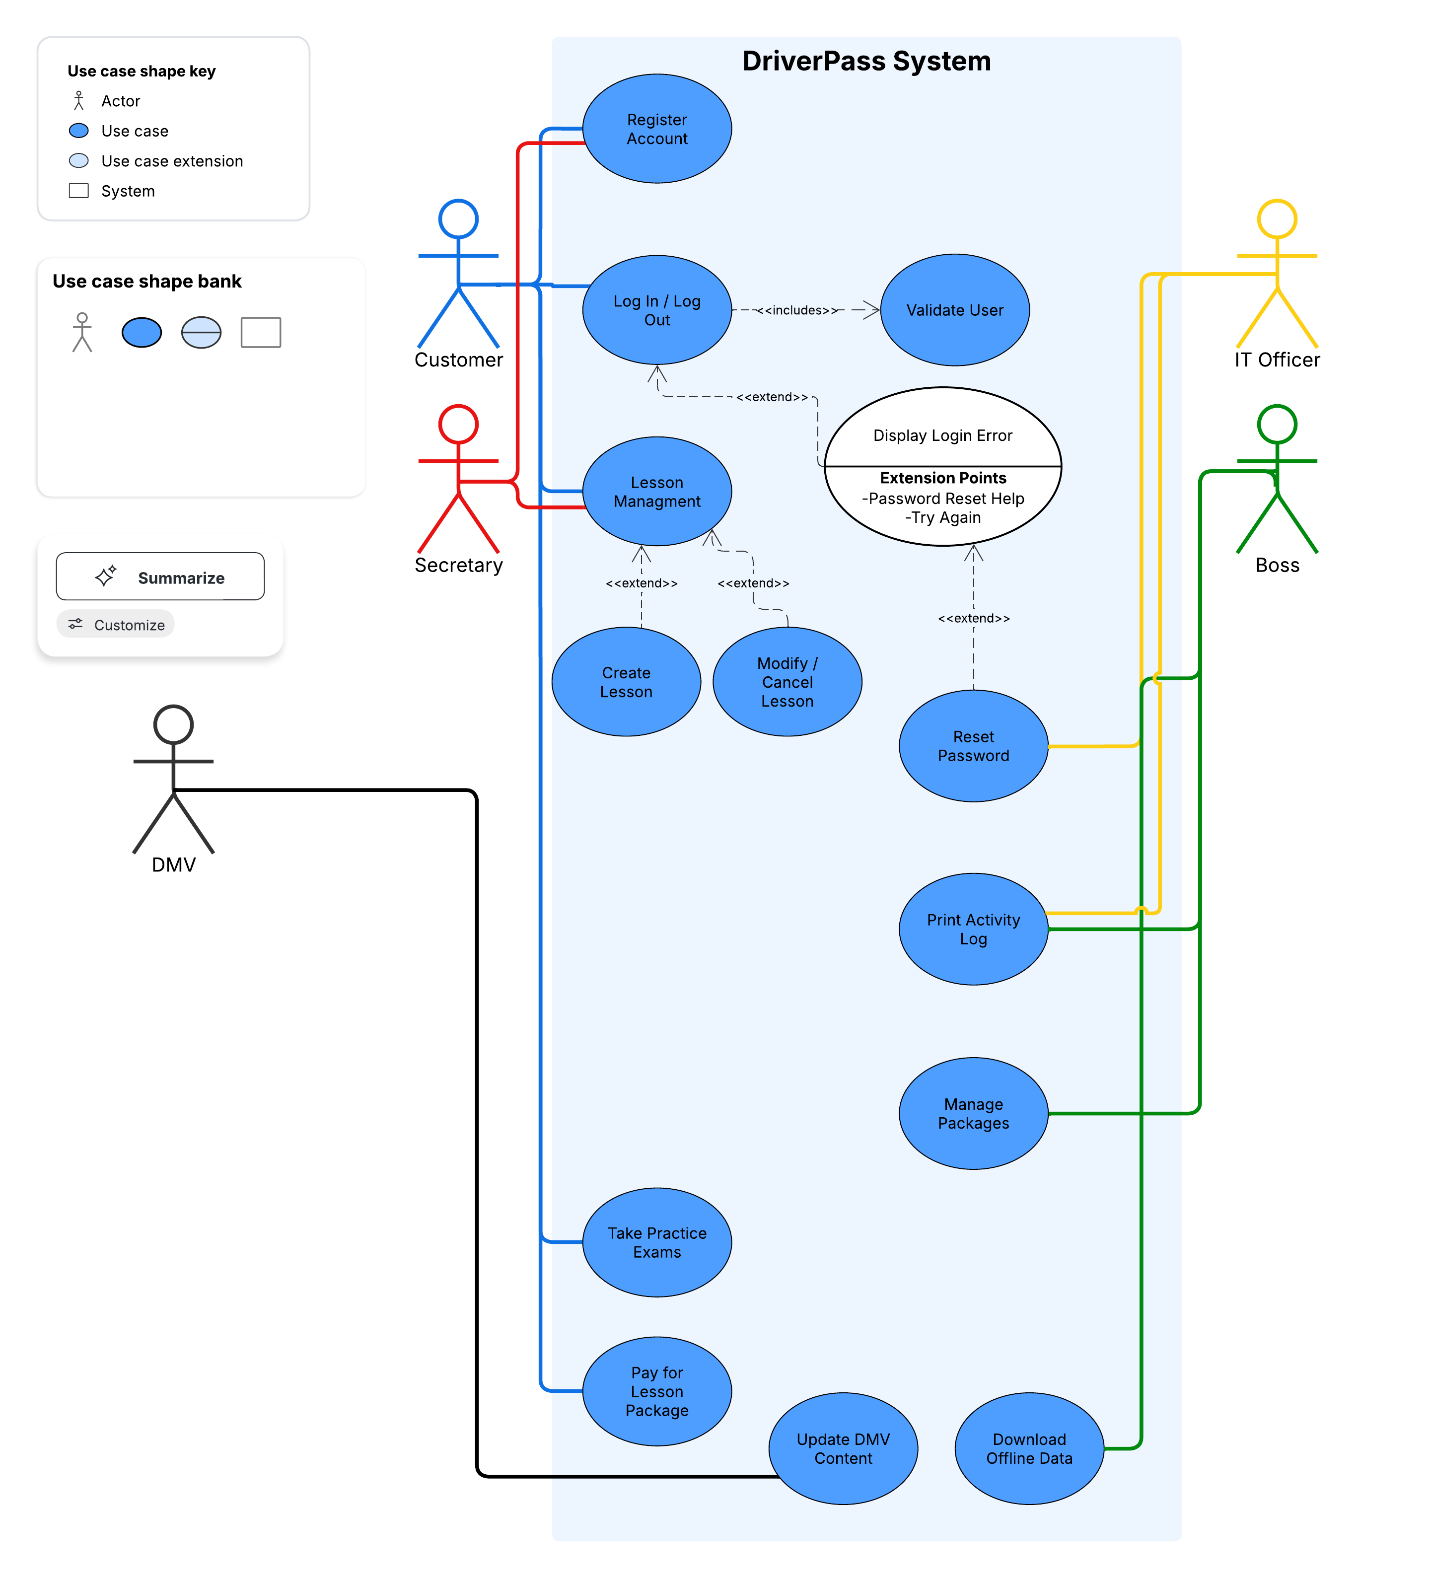 DriverPass System
Use case shape key
Actor
Use case
Use case extension
System
Use case shape bank
Summarize
Customize
Register
Account
Customer
Log In / Log
Out
<<includes>>
Validate User
IT Officer
<<extend>>
Display Login Error
Extension Points
-Password Reset Help
-Try Again
Secretary
Lesson
Managment
Boss
<<extend>>
<<extend>>
<<extend>>
Create
Lesson
Modify /
Cancel
Lesson
Reset
Password
DMV
Print Activity
Log
Manage
Packages
Take Practice
Exams
Pay for
Lesson
Package
Update DMV
Content
Download
Offline Data